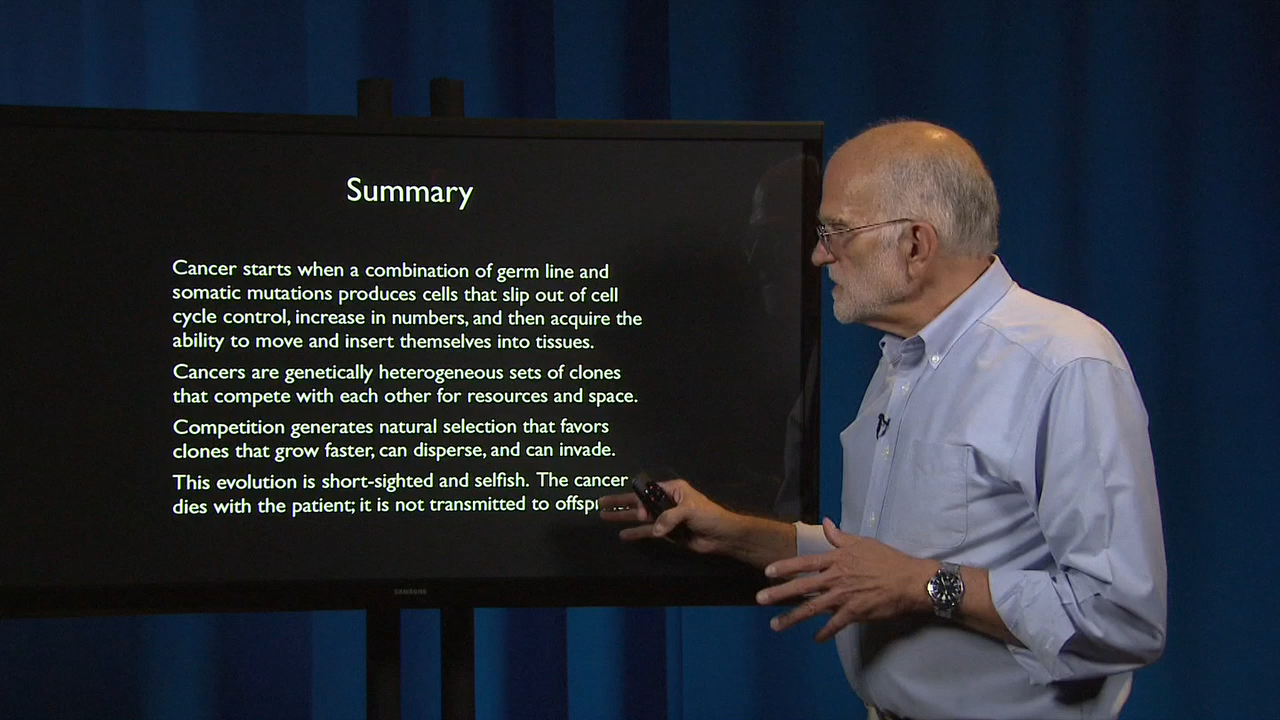 Summary
Cancer starts when a combination of germ line and
somatic mutations produces cells that slip out of cell
cycle control, increase in numbers, and then acquire the
ability to move and insert themselves into tissues.
Cancers are genetically heterogeneous sets of clones
that compete with each other for resources and space.
Competition generates natural selection that favors
clones that grow faster, can disperse, and can invade.
This evolution is short-sighted and selfish. The cancer
dies with the patient; it is not transmitted to
SAMSUNG